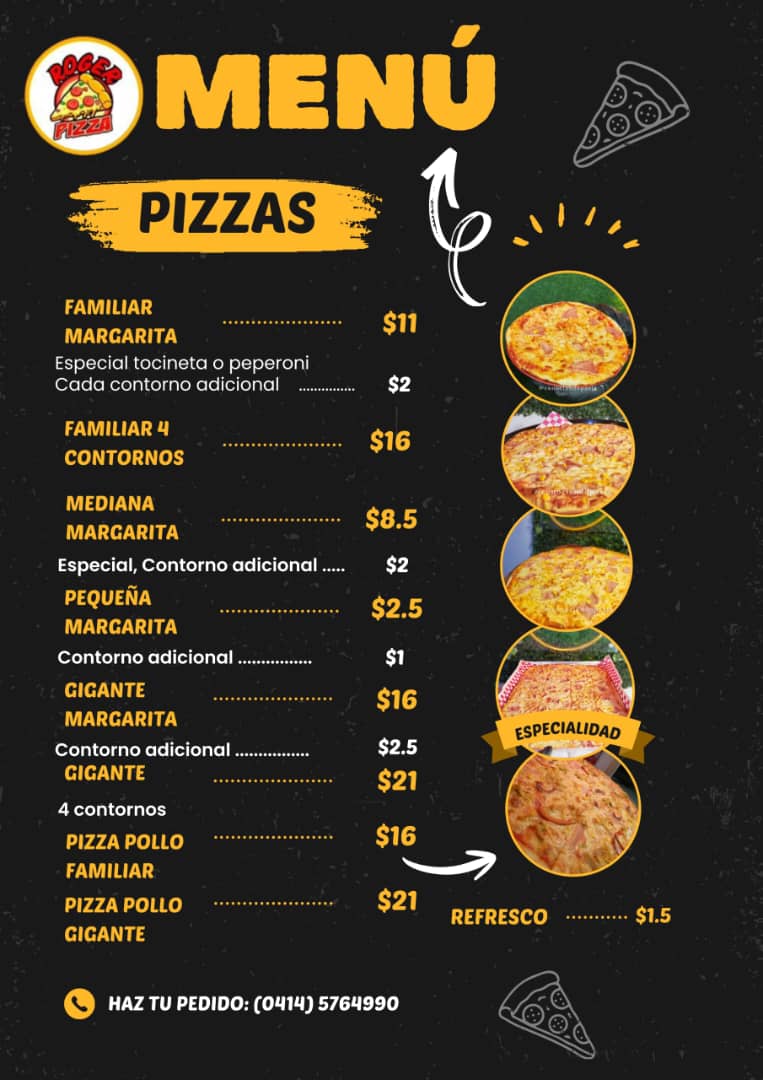 ROGER
PIZZA
MENÚ
PIZZAS
FAMILIAR
MARGARITA .................... $11
Especial tocineta o peperoni
Cada contorno adicional .............. $2
FAMILIAR 4
CONTORNOS .................... $16
MEDIANA
MARGARITA .................... $8.5
Especial, Contorno adicional ..... $2
PEQUEÑA
MARGARITA .................... $2.5
Contorno adicional ................ $1
GIGANTE
MARGARITA .................... $16
Contorno adicional ................ $2.5
GIGANTE .................... $21
4 contornos
PIZZA POLLO
FAMILIAR .................... $16
PIZZA POLLO
GIGANTE .................... $21
ESPECIALIDAD
REFRESCO ........... $1.5
HAZ TU PEDIDO: (0414) 5764990